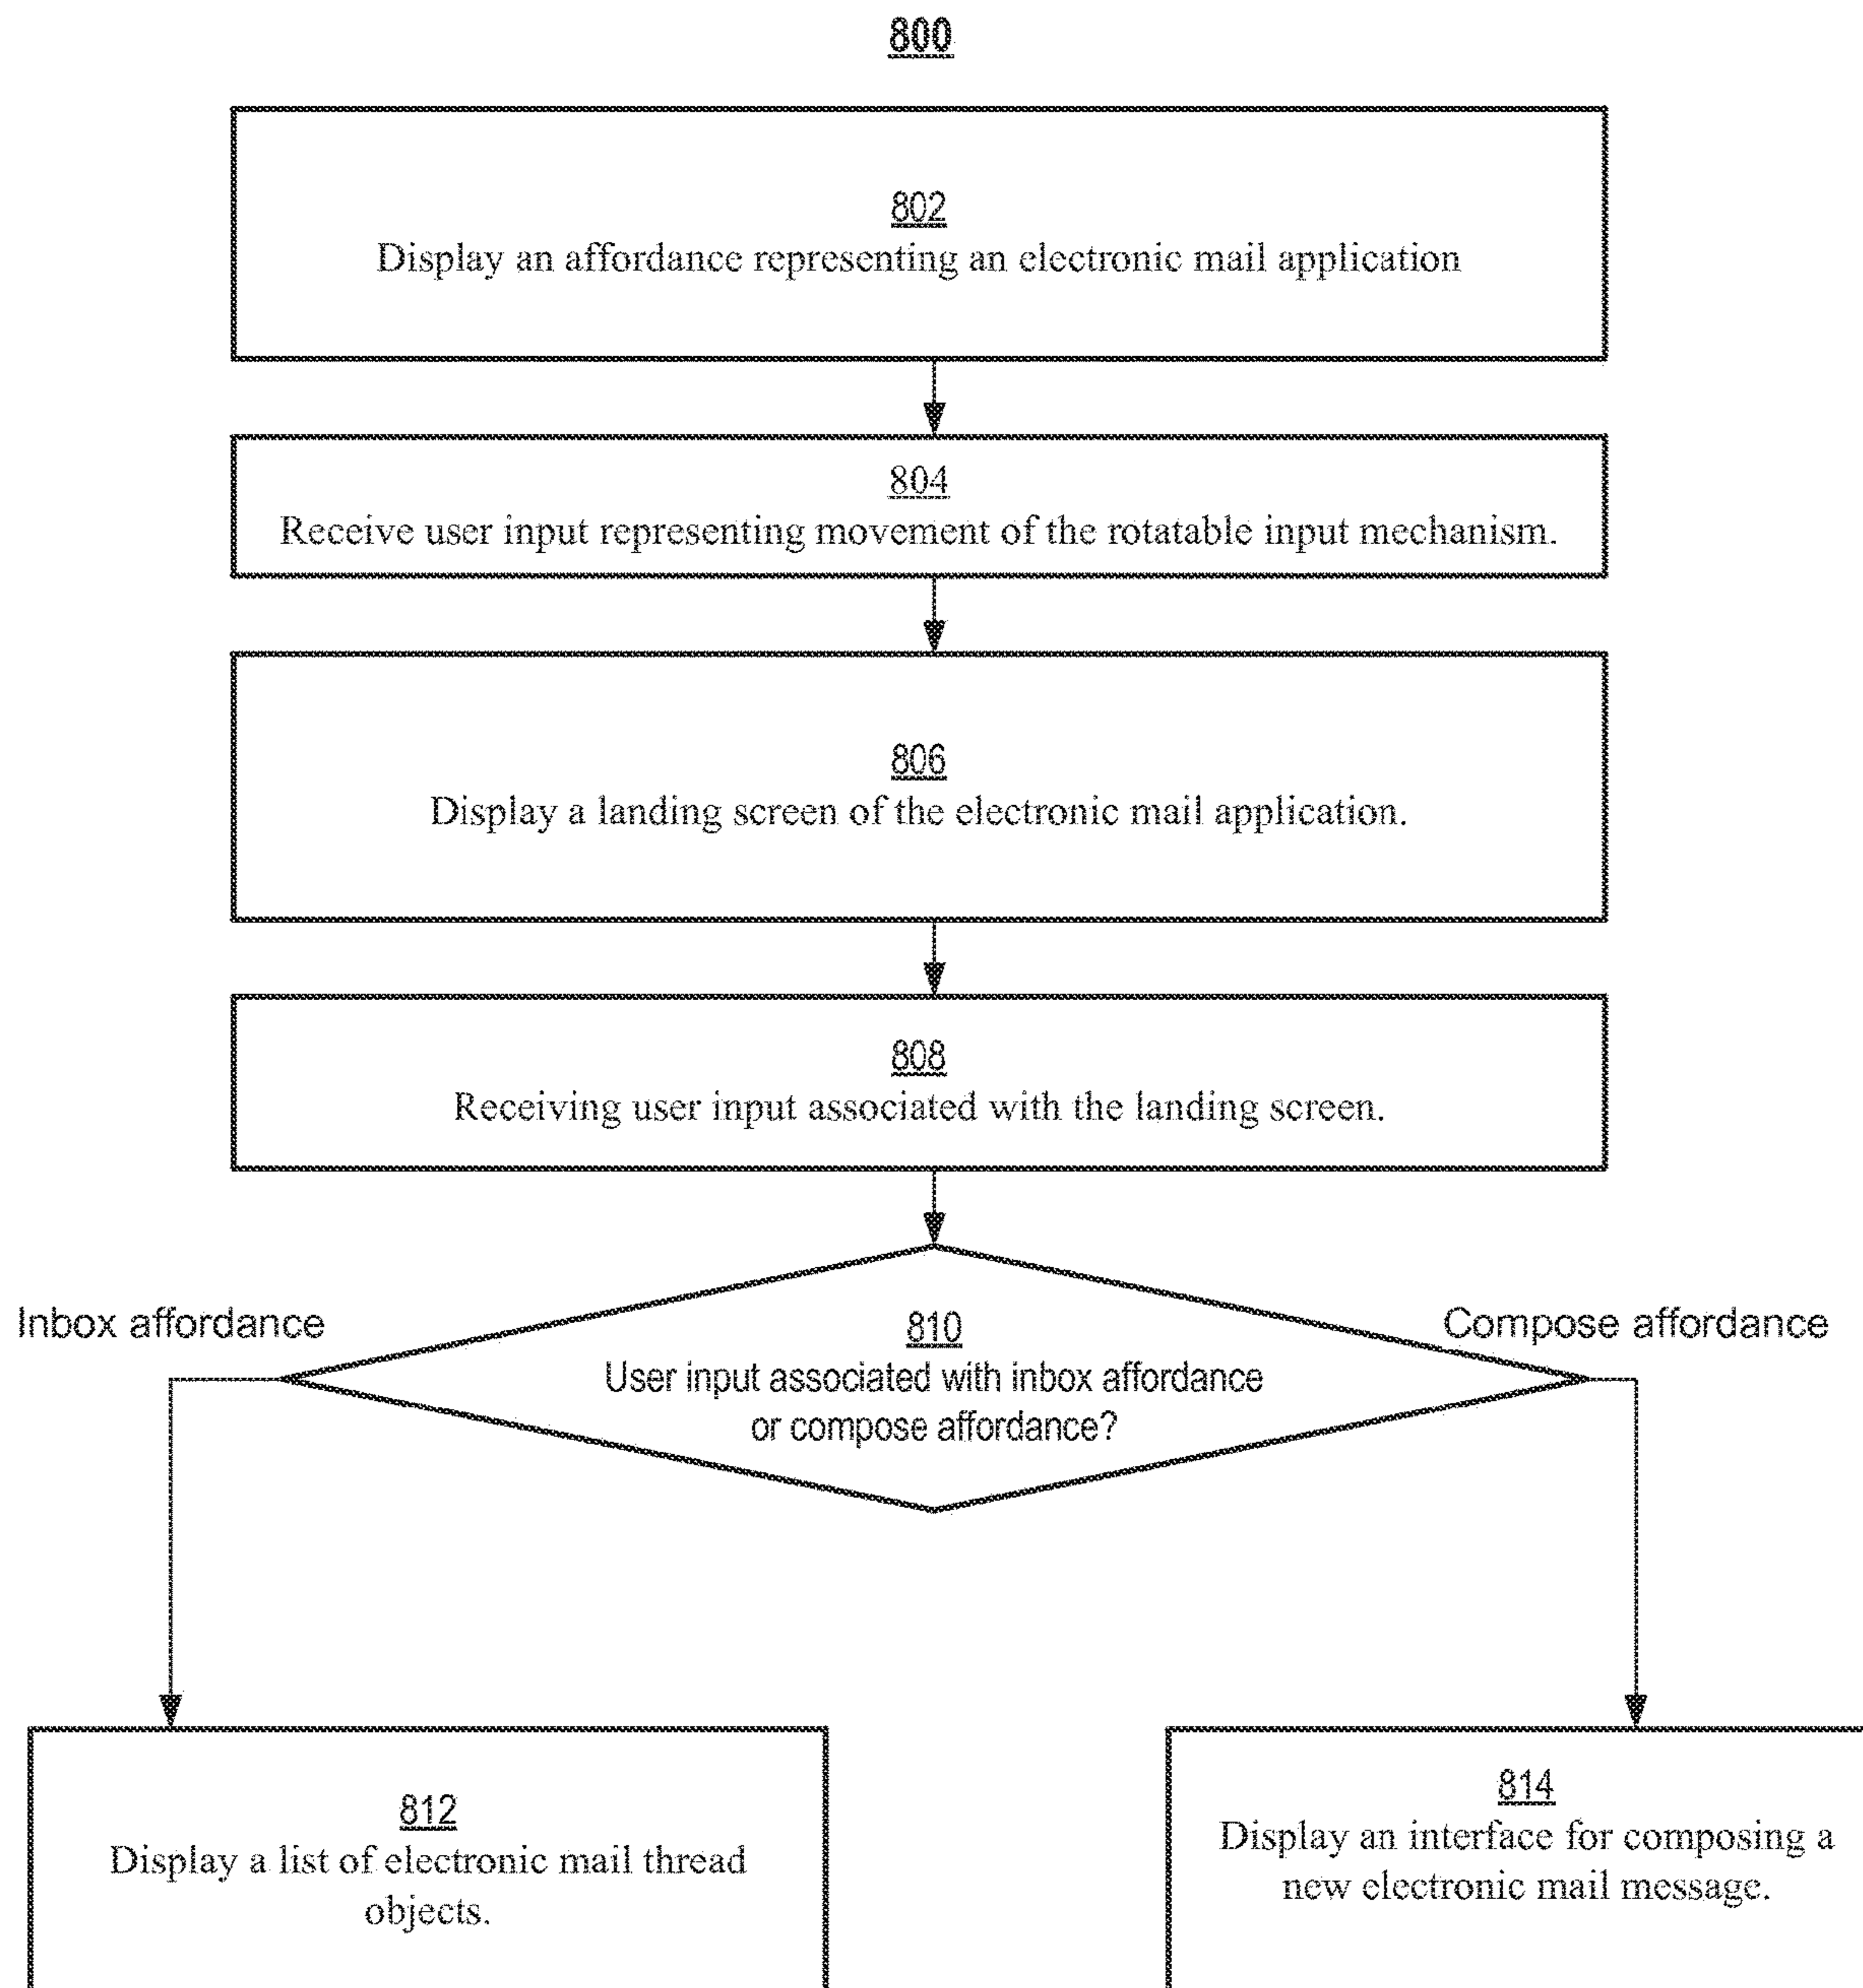 800
802
Display an affordance representing an electronic mail application
804
Receive user input representing movement of the rotatable input mechanism.
806
Display a landing screen of the electronic mail application.
808
Receiving user input associated with the landing screen.
Inbox affordance
Compose affordance
810
User input associated with inbox affordance
or compose affordance?
812
Display a list of electronic mail thread
objects.
814
Display an interface for composing a
new electronic mail message.